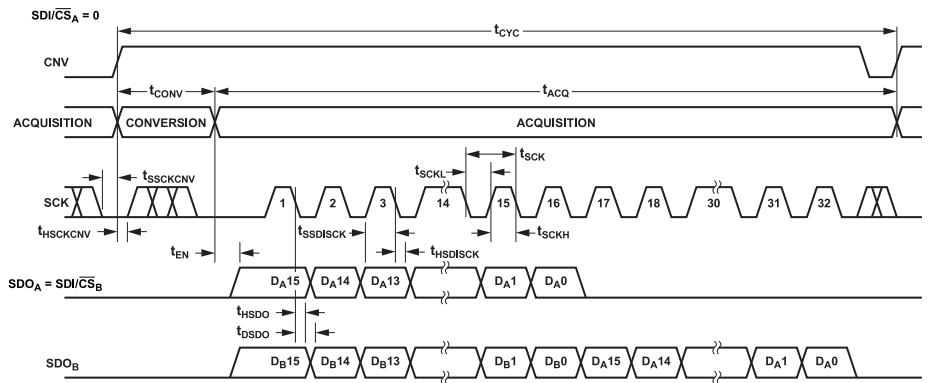 SDI/CSA = 0
tCYC
CNV
tCONV
tACQ
ACQUISITION CONVERSION ACQUISITION
tSCK
tSSCKCNV tSCKL
SCK 1 2 3 14 15 16 17 18 30 31 32
tHSCKCNV tSSDISCK tSCKH
tEN tHSDISCK
SDOA = SDI/CSB DA15 DA14 DA13 DA1 DA0
tHSDO
tDSDO
SDOB DB15 DB14 DB13 DB1 DB0 DA15 DA14 DA1 DA0